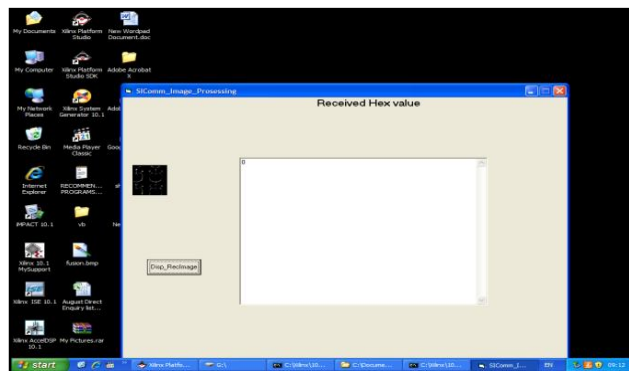 My Documents
Xilinx Platform Studio
New Wordpad Document.doc
My Computer
Xilinx Platform Studio SDK
Adobe Acrobat X
My Network Places
Xilinx System Generator 10.1
Recycle Bin
Media Player Classic
Internet Explorer
RECOMMEN... PROGRAMS...
iMPACT 10.1
vb
Xilinx 10.1 MySupport
fusion.bmp
Xilinx ISE 10.1
August Direct Enquiry list...
Xilinx AccelDSP 10.1
My Pictures.rar
SIComm_Image_Prosessing
Received Hex value
0
Disp_RecImage
start
Xilinx Platfo...
G:\
C:\Xilinx\10...
C:\Docume...
C:\Xilinx\10...
SIComm_I...
EN
09:12